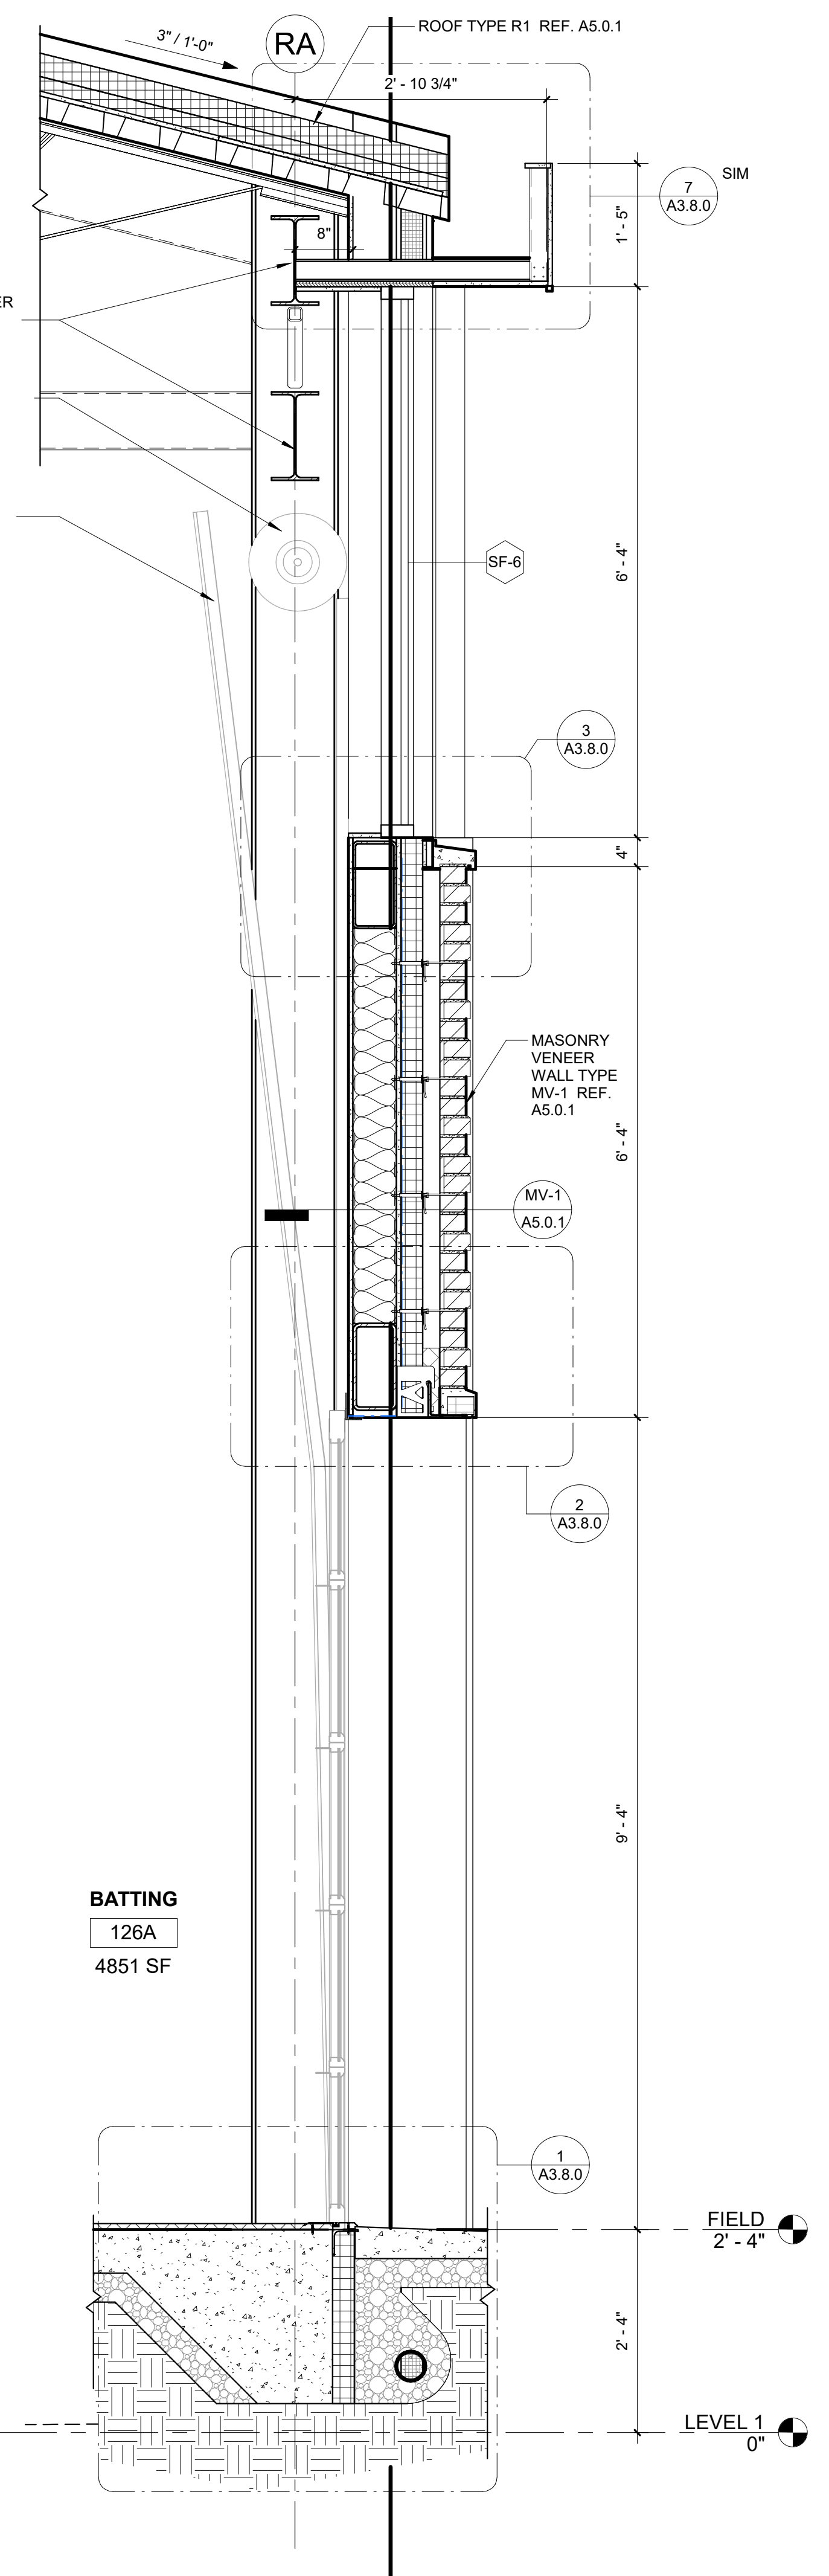 3" / 1'-0"
RA
ROOF TYPE R1 REF. A5.0.1
2' - 10 3/4"
7
A3.8.0
SIM
1' - 5"
8"
ER
6' - 4"
SF-6
3
A3.8.0
4"
MASONRY
VENEER
WALL TYPE
MV-1 REF.
A5.0.1
6' - 4"
MV-1
A5.0.1
2
A3.8.0
9' - 4"
BATTING
126A
4851 SF
1
A3.8.0
FIELD
2' - 4"
2' - 4"
LEVEL 1
0"